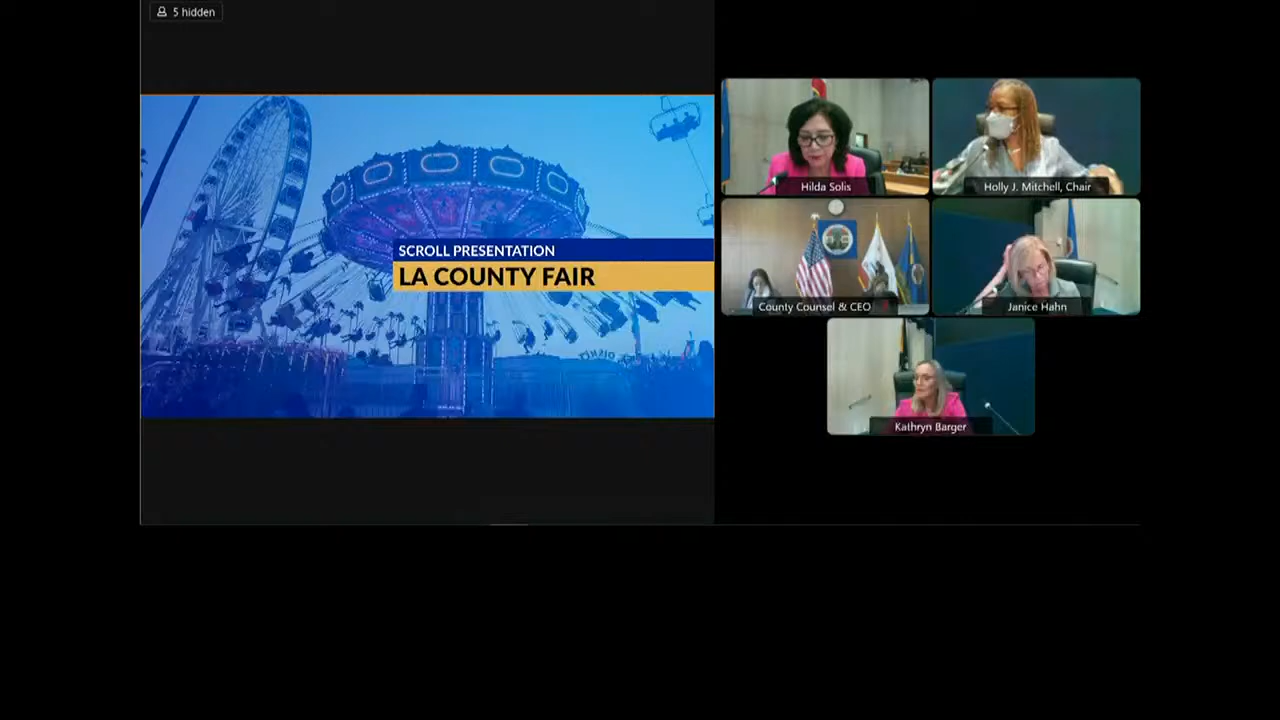 5 hidden
SCROLL PRESENTATION
LA COUNTY FAIR
Hilda Solis
Holly J. Mitchell, Chair
County Counsel & CEO
Janice Hahn
Kathryn Barger